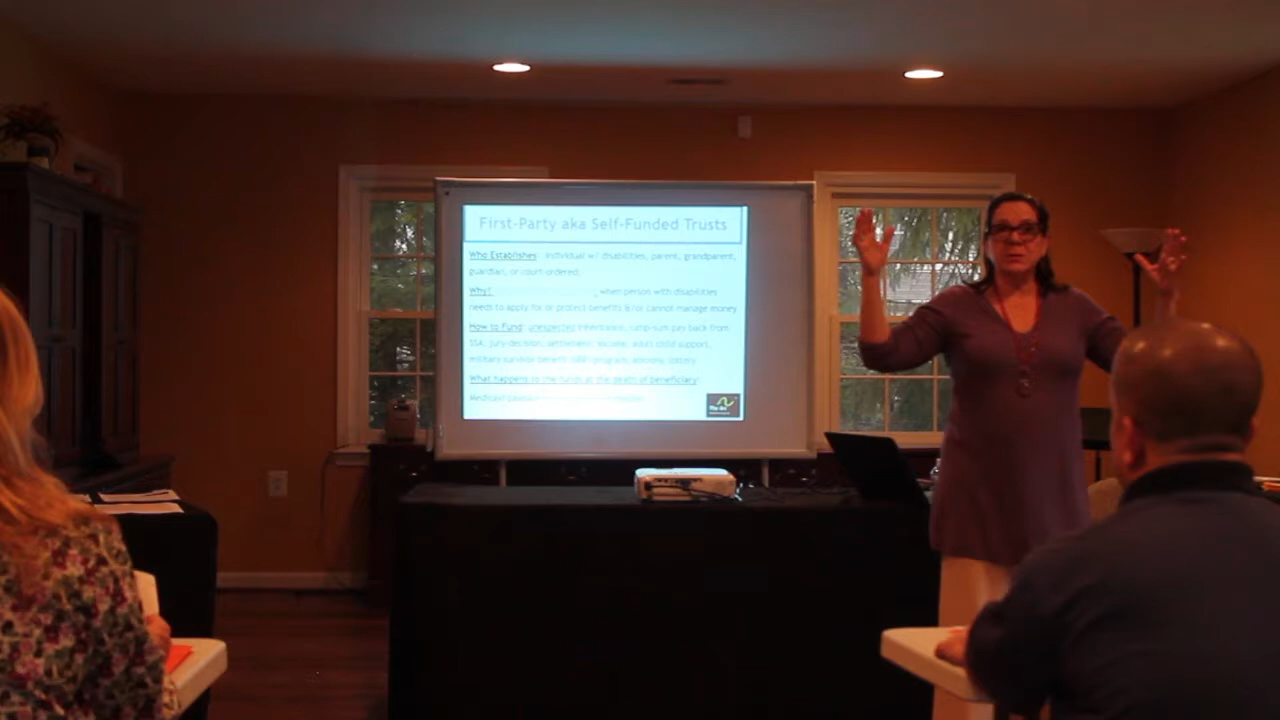 First-Party aka Self-Funded Trusts
Who Establishes: Individual w/ disabilities, parent, grandparent,
guardian, or court-ordered;
Why? when person with disabilities
needs to apply for or protect benefits &/or cannot manage money
How to Fund: unexpected inheritance, lump-sum pay back from
SSA, jury-decision, settlement, income, adult child support,
military survivor benefit program, alimony, lottery
What happens to the funds at the death of beneficiary:
Medicaid
The Arc